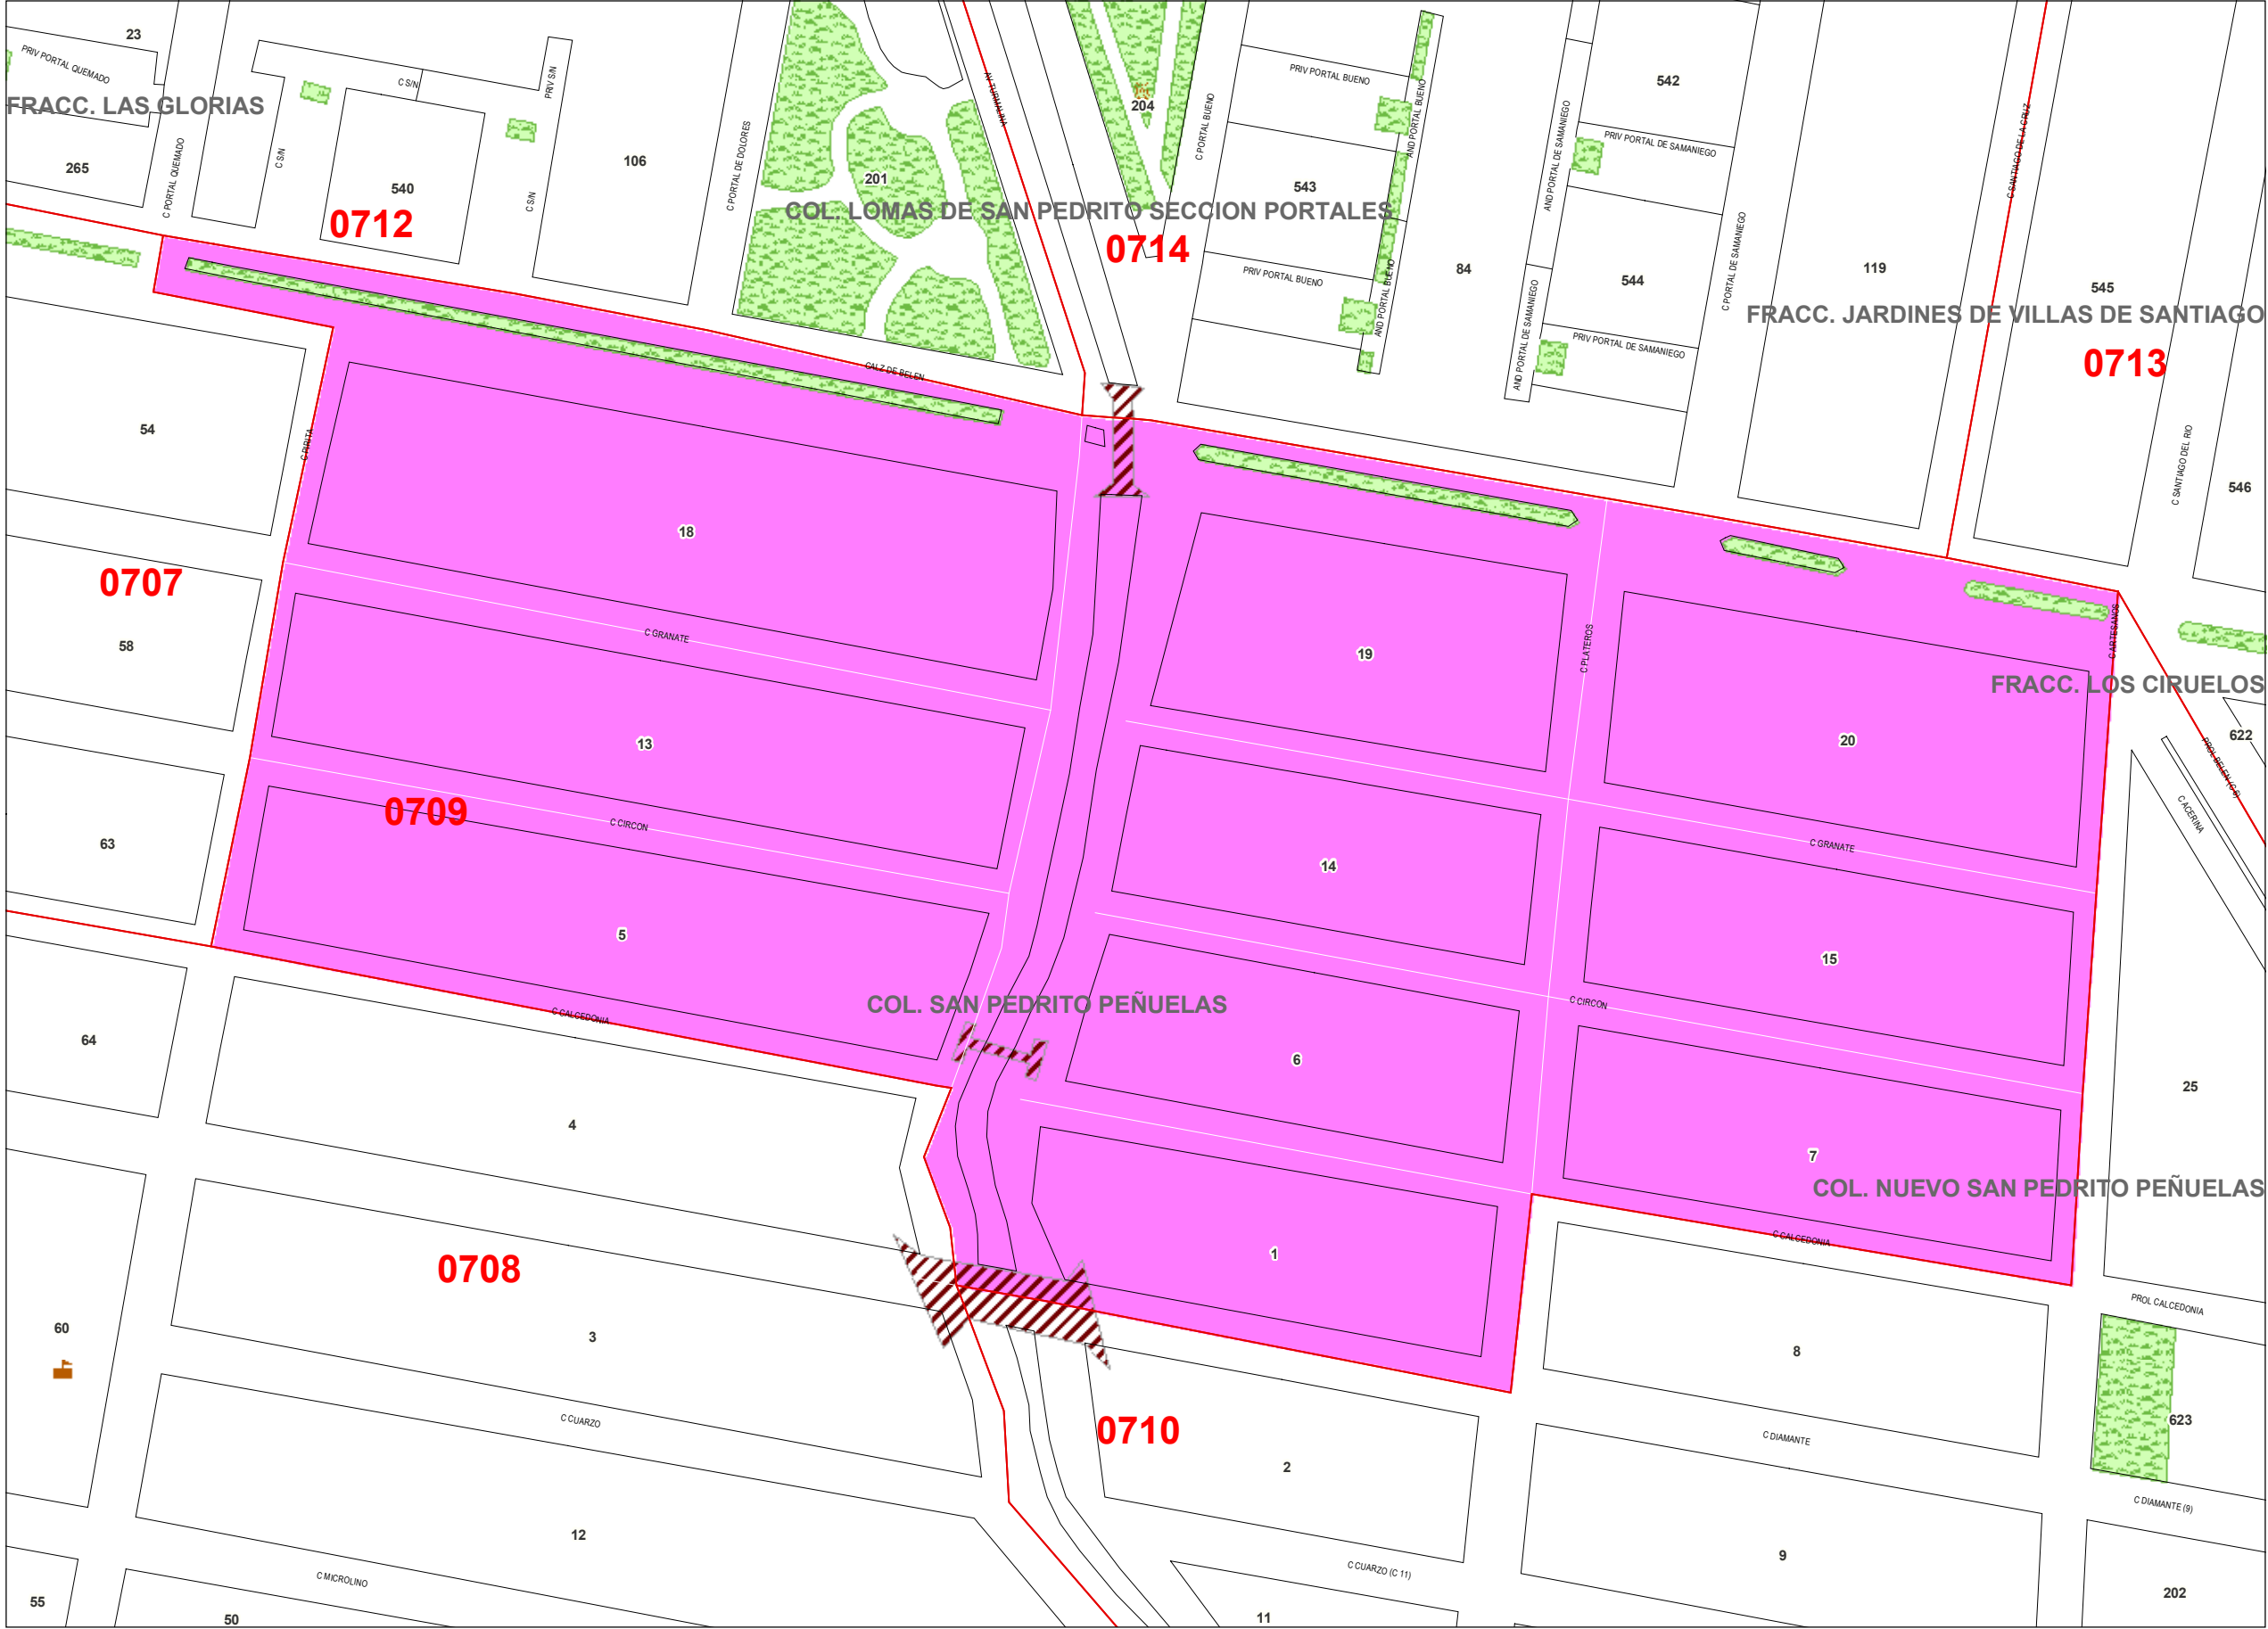 23
PRIV PORTAL QUEMADO
FRACC. LAS GLORIAS
265
C PORTAL QUEMADO
C S/N
C S/N
540
0712
C S/N
PRIV S/N
106
C PORTAL DE DOLORES
201
AV TURMALINA
204
COL. LOMAS DE SAN PEDRITO SECCION PORTALES
0714
C PORTAL BUENO
PRIV PORTAL BUENO
543
PRIV PORTAL BUENO
AND PORTAL BUENO
AND PORTAL BUENO
84
AND PORTAL DE SAMANIEGO
AND PORTAL DE SAMANIEGO
542
PRIV PORTAL DE SAMANIEGO
544
PRIV PORTAL DE SAMANIEGO
C PORTAL DE SAMANIEGO
119
C SANTIAGO DE LA CRUZ
545
FRACC. JARDINES DE VILLAS DE SANTIAGO
0713
C SANTIAGO DEL RIO
546
CALZ DE BELEN
54
C PIRITA
18
0707
58
C GRANATE
19
C PLATEROS
20
C ARTESANOS
FRACC. LOS CIRUELOS
622
PROL BELEN (C 5)
C ACERINA
13
0709
C CIRCON
63
14
C GRANATE
5
15
COL. SAN PEDRITO PEÑUELAS
C CIRCON
C CALCEDONIA
64
6
25
4
7
COL. NUEVO SAN PEDRITO PEÑUELAS
C CALCEDONIA
1
0708
PROL CALCEDONIA
60
3
8
C CUARZO
0710
C DIAMANTE
623
2
C DIAMANTE (9)
12
9
C CUARZO (C 11)
C MICROLINO
55
50
11
202